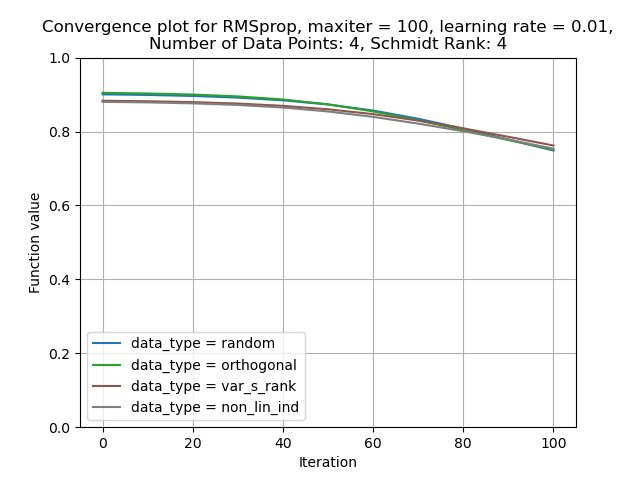 Convergence plot for RMSprop, maxiter = 100, learning rate = 0.01,
Number of Data Points: 4, Schmidt Rank: 4
Function value
1.0
0.8
0.6
0.4
0.2
0.0
data_type = random
data_type = orthogonal
data_type = var_s_rank
data_type = non_lin_ind
0 20 40 60 80 100
Iteration